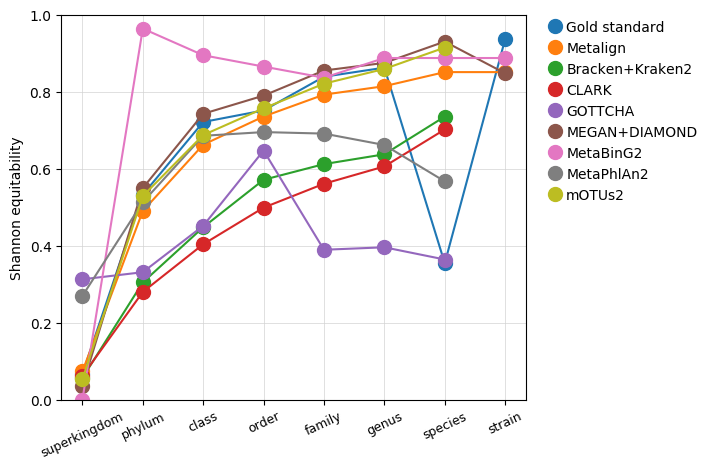 1.0
0.8
0.6
0.4
0.2
0.0
Shannon equitability
superkingdom
phylum
class
order
family
genus
species
strain
Gold standard
Metalign
Bracken+Kraken2
CLARK
GOTTCHA
MEGAN+DIAMOND
MetaBinG2
MetaPhlAn2
mOTUs2